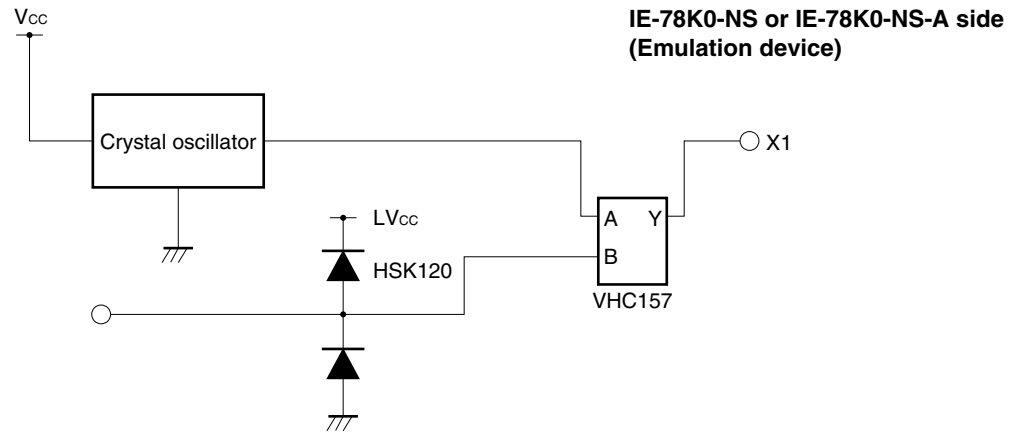 Vcc
IE-78K0-NS or IE-78K0-NS-A side
(Emulation device)
Crystal oscillator
X1
LVcc
A Y
HSK120
B
VHC157